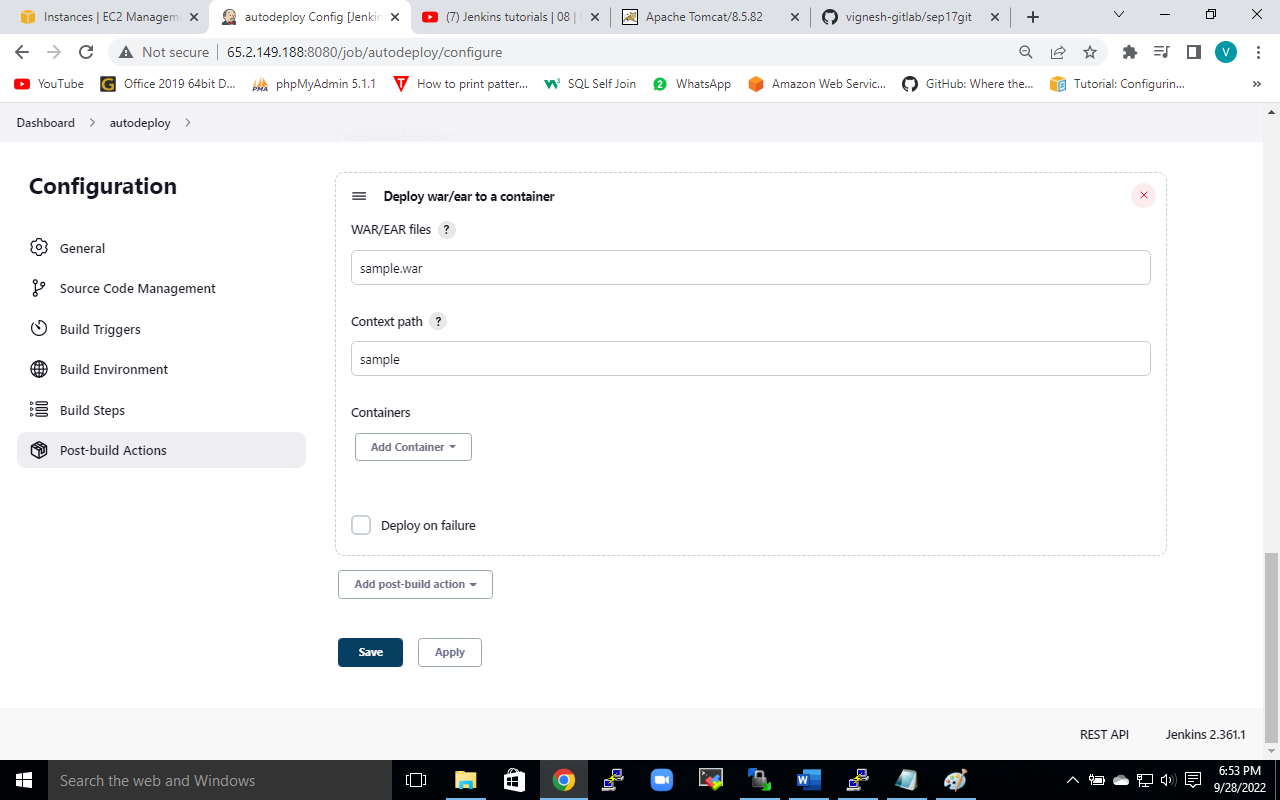 Instances | EC2 Managem
autodeploy Config [Jenkin
(7) Jenkins tutorials | 08 |
Apache Tomcat/8.5.82
vignesh-gitlab/sep17git
Not secure
65.2.149.188:8080/job/autodeploy/configure
V
YouTube
Office 2019 64bit D...
phpMyAdmin 5.1.1
How to print patter...
SQL Self Join
2
WhatsApp
Amazon Web Servic...
GitHub: Where the...
Tutorial: Configurin...
»
Dashboard
autodeploy
Post-build Actions
Configuration
General
Source Code Management
Build Triggers
Build Environment
Build Steps
Post-build Actions
Deploy war/ear to a container
WAR/EAR files ?
sample.war
Context path ?
sample
Containers
Add Container
Deploy on failure
Add post-build action
Save
Apply
REST API
Jenkins 2.361.1
Search the web and Windows
6:53 PM
9/28/2022